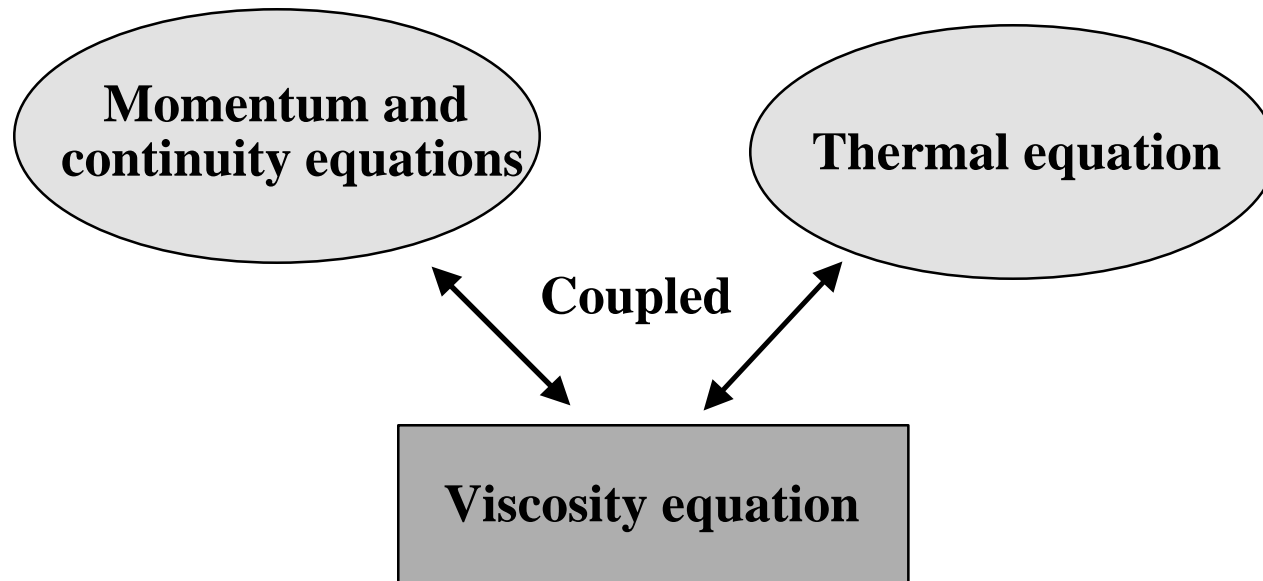 Momentum and
continuity equations
Thermal equation
Coupled
Viscosity equation